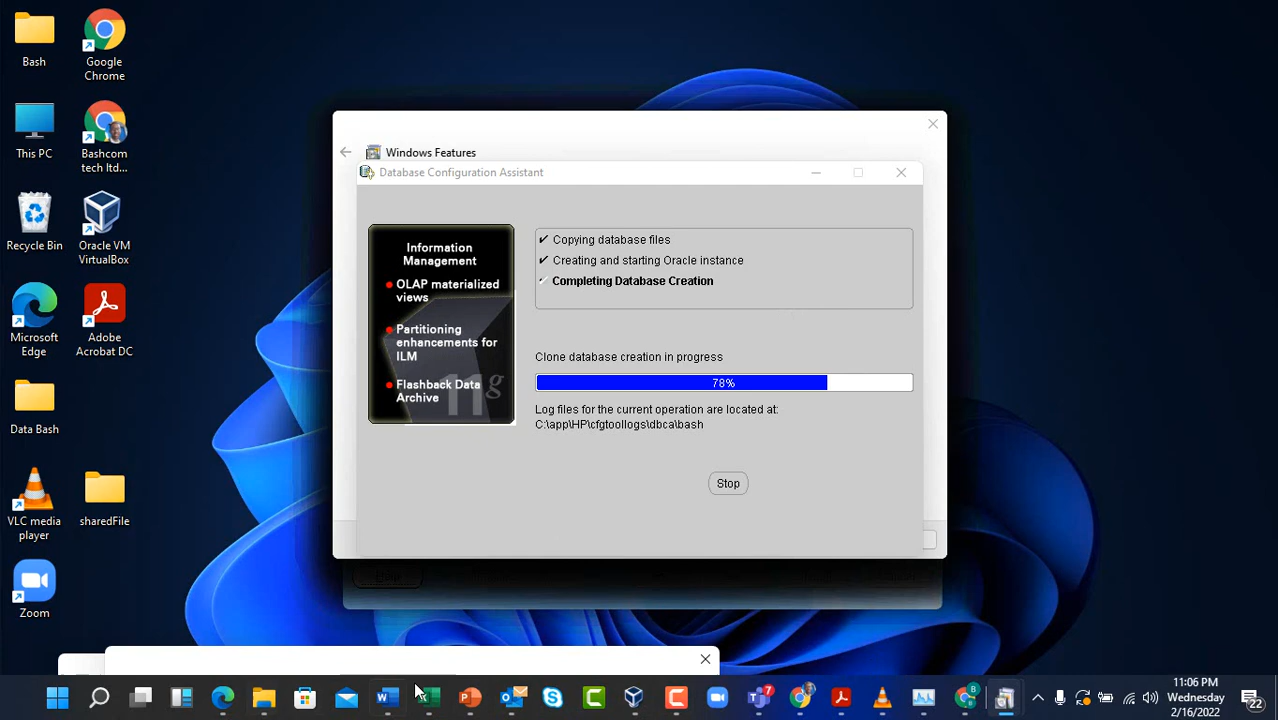 Bash
Google
Chrome
This PC
Bashcom
tech ltd...
Recycle Bin
Oracle VM
VirtualBox
Microsoft
Edge
Adobe
Acrobat DC
Data Bash
VLC media
player
sharedFile
Zoom
Windows Features
Database Configuration Assistant
Information
Management
OLAP materialized
views
Partitioning
enhancements for
ILM
Flashback Data
Archive
11g
Copying database files
Creating and starting Oracle instance
Completing Database Creation
Clone database creation in progress
78%
Log files for the current operation are located at:
C:\app\HP\cfgtoollogs\dbca\bash
Stop
7
B
11:06 PM
Wednesday
2/16/2022
22